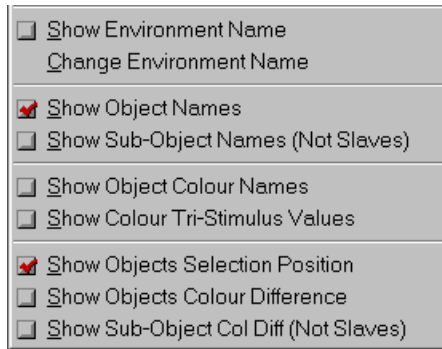 Show Environment Name
Change Environment Name
Show Object Names
Show Sub-Object Names (Not Slaves)
Show Object Colour Names
Show Colour Tri-Stimulus Values
Show Objects Selection Position
Show Objects Colour Difference
Show Sub-Object Col Diff (Not Slaves)